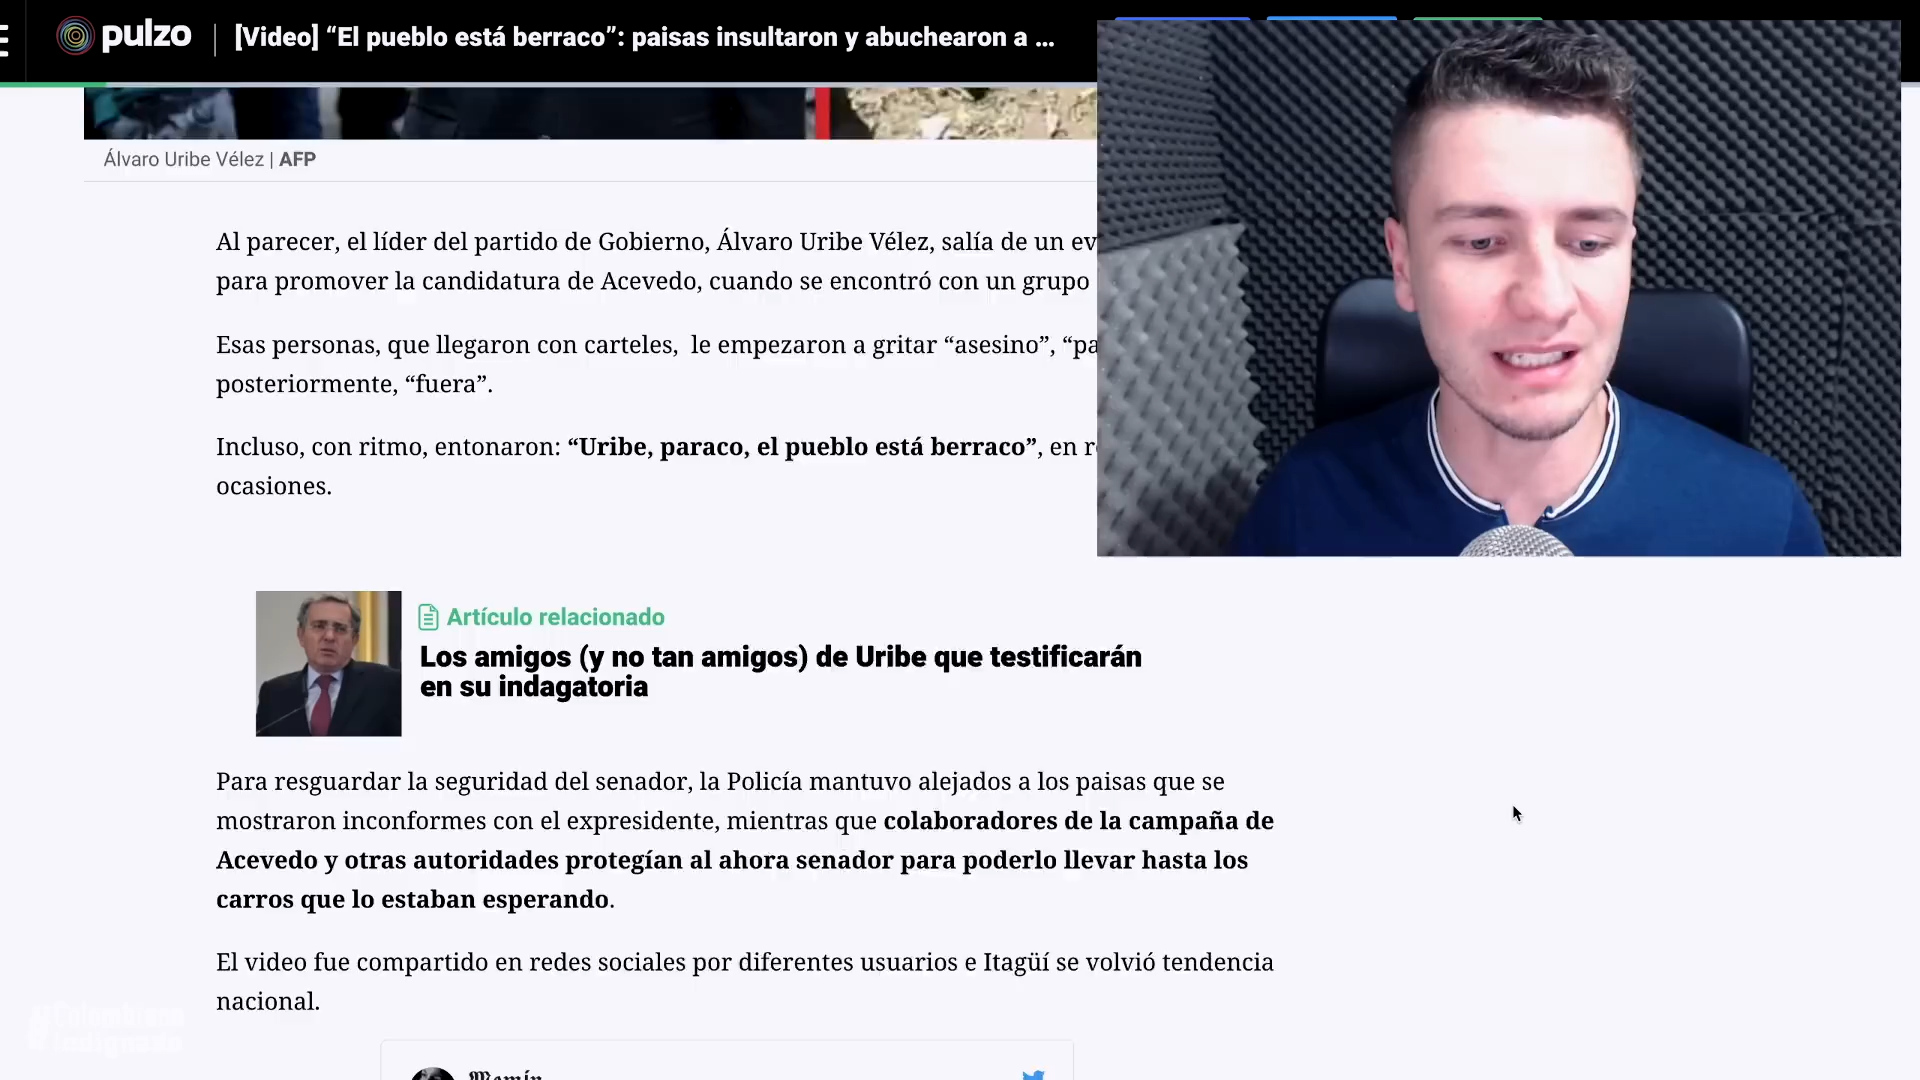 pulzo
[Video] “El pueblo está berraco”: paisas insultaron y abuchearon a ...
Álvaro Uribe Vélez | AFP
Al parecer, el líder del partido de Gobierno, Álvaro Uribe Vélez, salía de un ev
para promover la candidatura de Acevedo, cuando se encontró con un grupo
Esas personas, que llegaron con carteles, le empezaron a gritar “asesino”, “pa
posteriormente, “fuera”.
Incluso, con ritmo, entonaron: “Uribe, paraco, el pueblo está berraco”, en r
ocasiones.
Artículo relacionado
Los amigos (y no tan amigos) de Uribe que testificarán
en su indagatoria
Para resguardar la seguridad del senador, la Policía mantuvo alejados a los paisas que se
mostraron inconformes con el expresidente, mientras que colaboradores de la campaña de
Acevedo y otras autoridades protegían al ahora senador para poderlo llevar hasta los
carros que lo estaban esperando.
El video fue compartido en redes sociales por diferentes usuarios e Itagüí se volvió tendencia
nacional.
Colombiano
Indignado